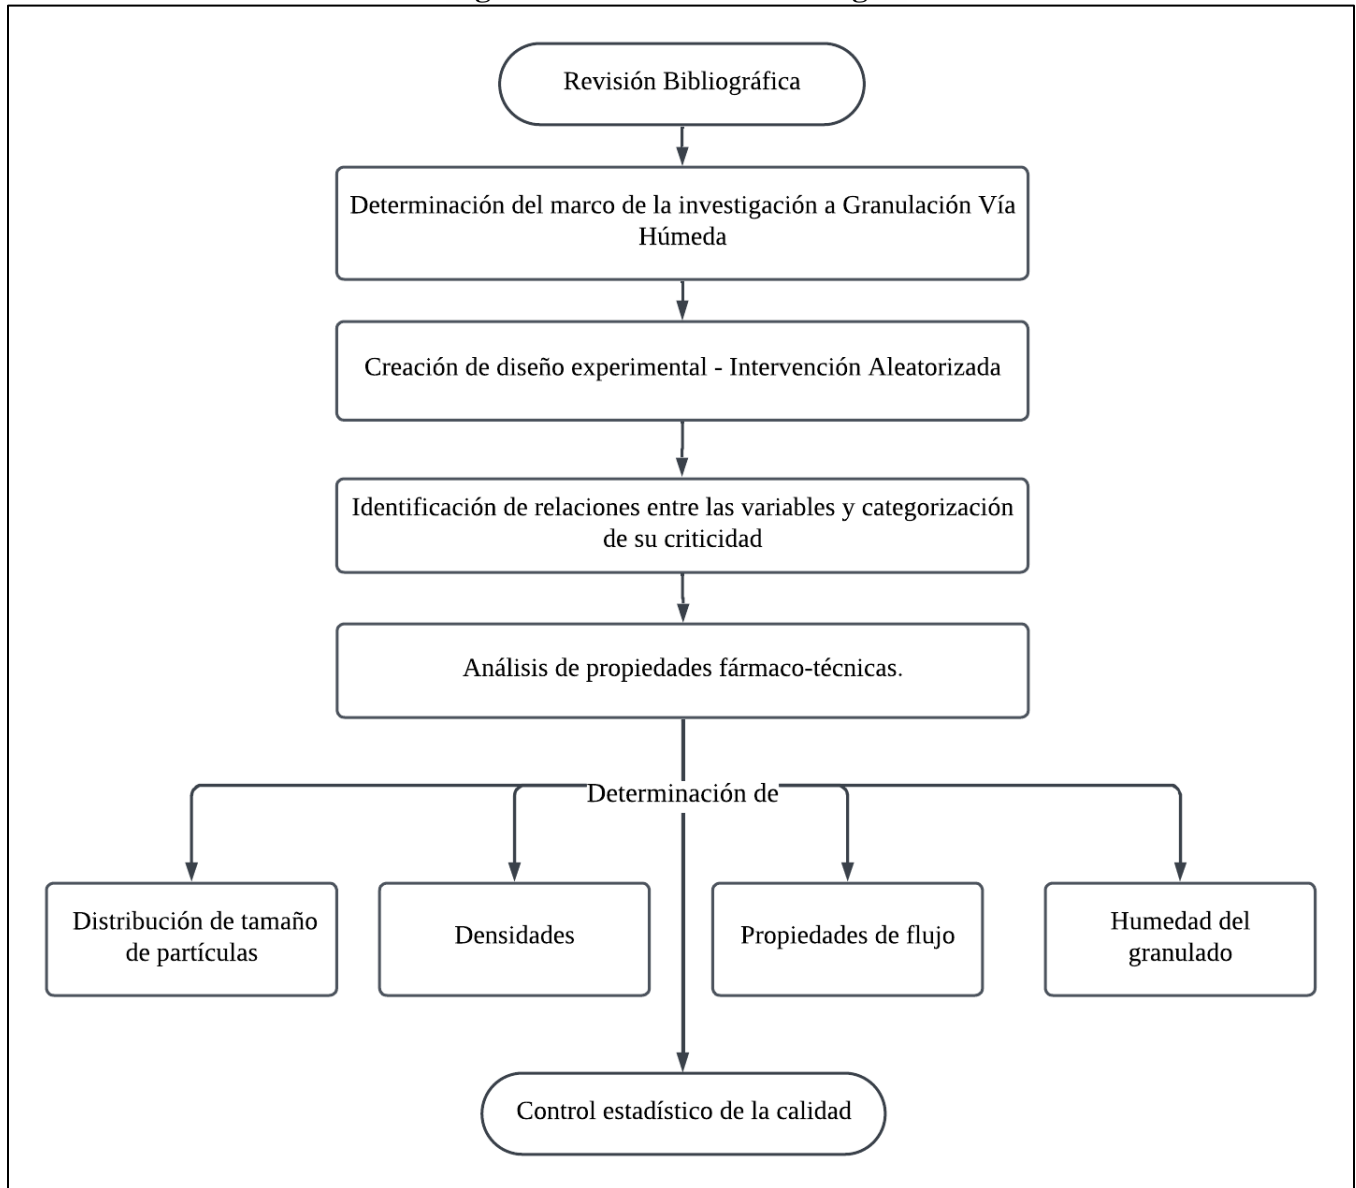 Revisión Bibliográfica
Determinación del marco de la investigación a Granulación Vía
Húmeda
Creación de diseño experimental - Intervención Aleatorizada
Identificación de relaciones entre las variables y categorización
de su criticidad
Análisis de propiedades fármaco-técnicas.
Determinación de
Distribución de tamaño
de partículas
Densidades
Propiedades de flujo
Humedad del
granulado
Control estadístico de la calidad